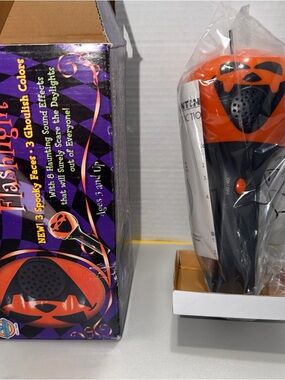 Flashlight
NEW! 3 Spooky Faces • 3 Ghoulish Colors
With 8 Haunting Sound Effects
that will Surely Scare the Daylights
out of Everyone!
Ages 3 and Up